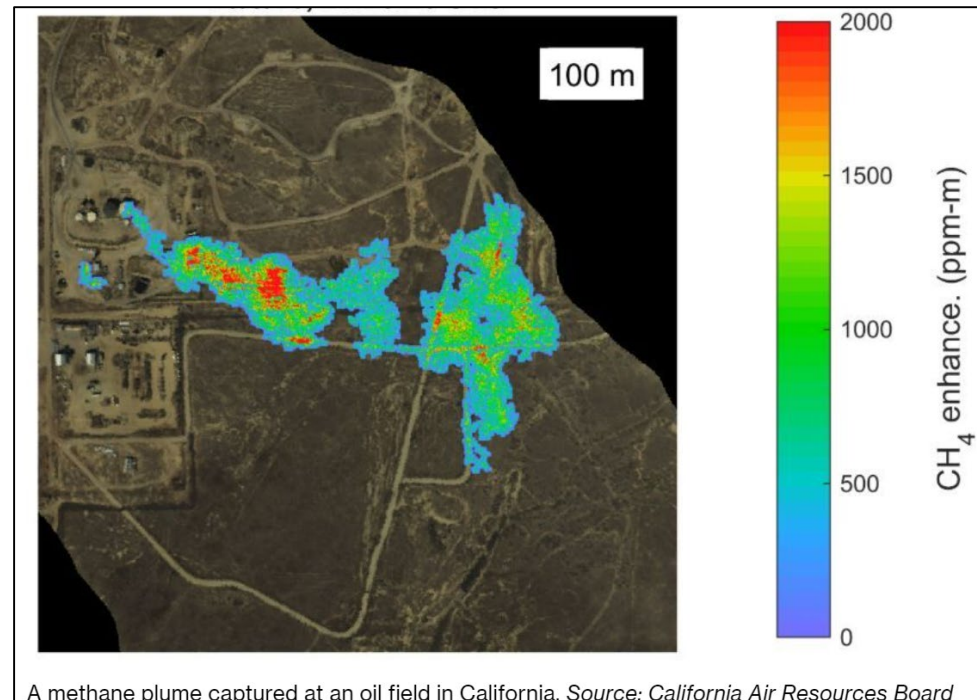 100 m
2000
1500
1000
500
0
CH4 enhance. (ppm-m)
A methane plume captured at an oil field in California. Source: California Air Resources Board